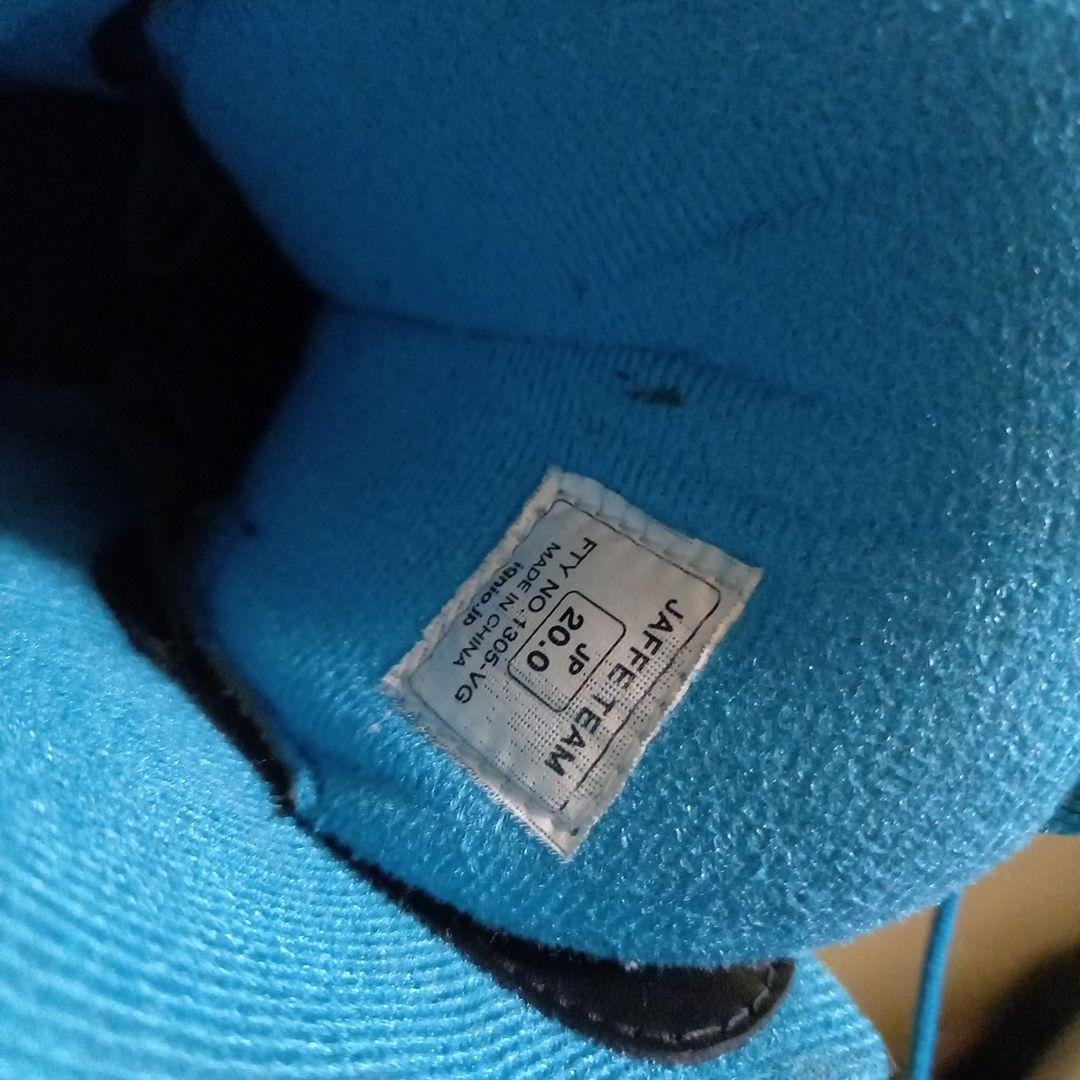 JAFFE TEAM
JP
20.0
FTY NO.1305-VG
MADE IN CHINA
ignio.jp